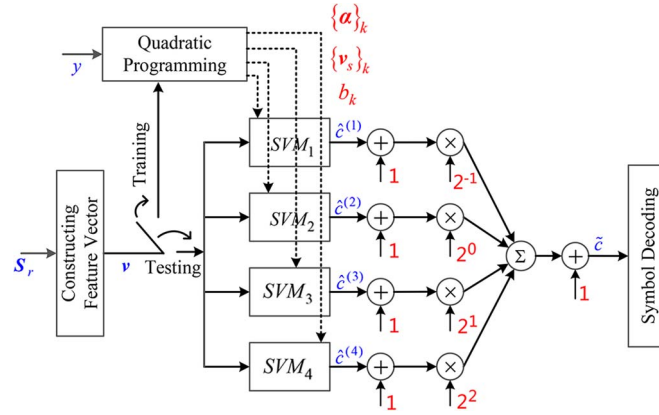 {α}ₖ
{vₛ}ₖ
bₖ
y
Quadratic
Programming
Training
Testing
Sᵣ
Constructing
Feature Vector
v
SVM₁
ĉ⁽¹⁾
+
×
1
2⁻¹
SVM₂
ĉ⁽²⁾
+
×
1
2⁰
SVM₃
ĉ⁽³⁾
+
×
1
2¹
SVM₄
ĉ⁽⁴⁾
+
×
1
2²
Σ
+
1
c̃
Symbol Decoding